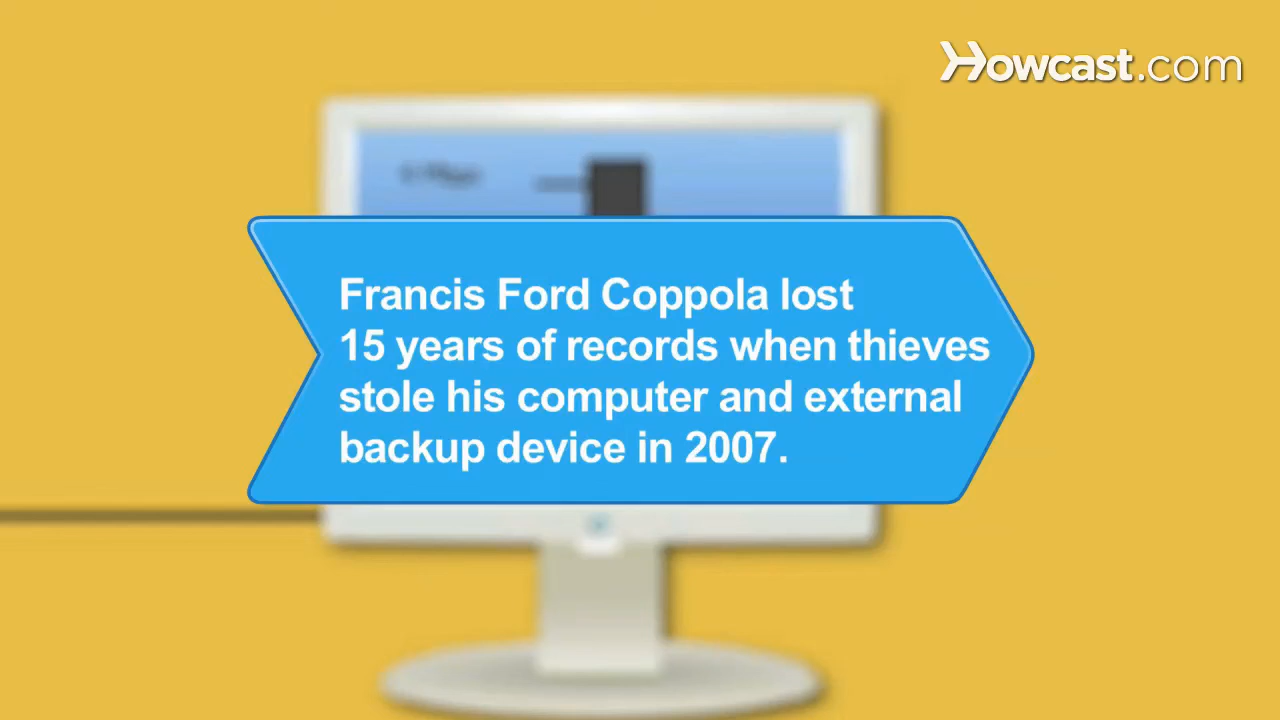 Howcast.com
Francis Ford Coppola lost
15 years of records when thieves
stole his computer and external
backup device in 2007.